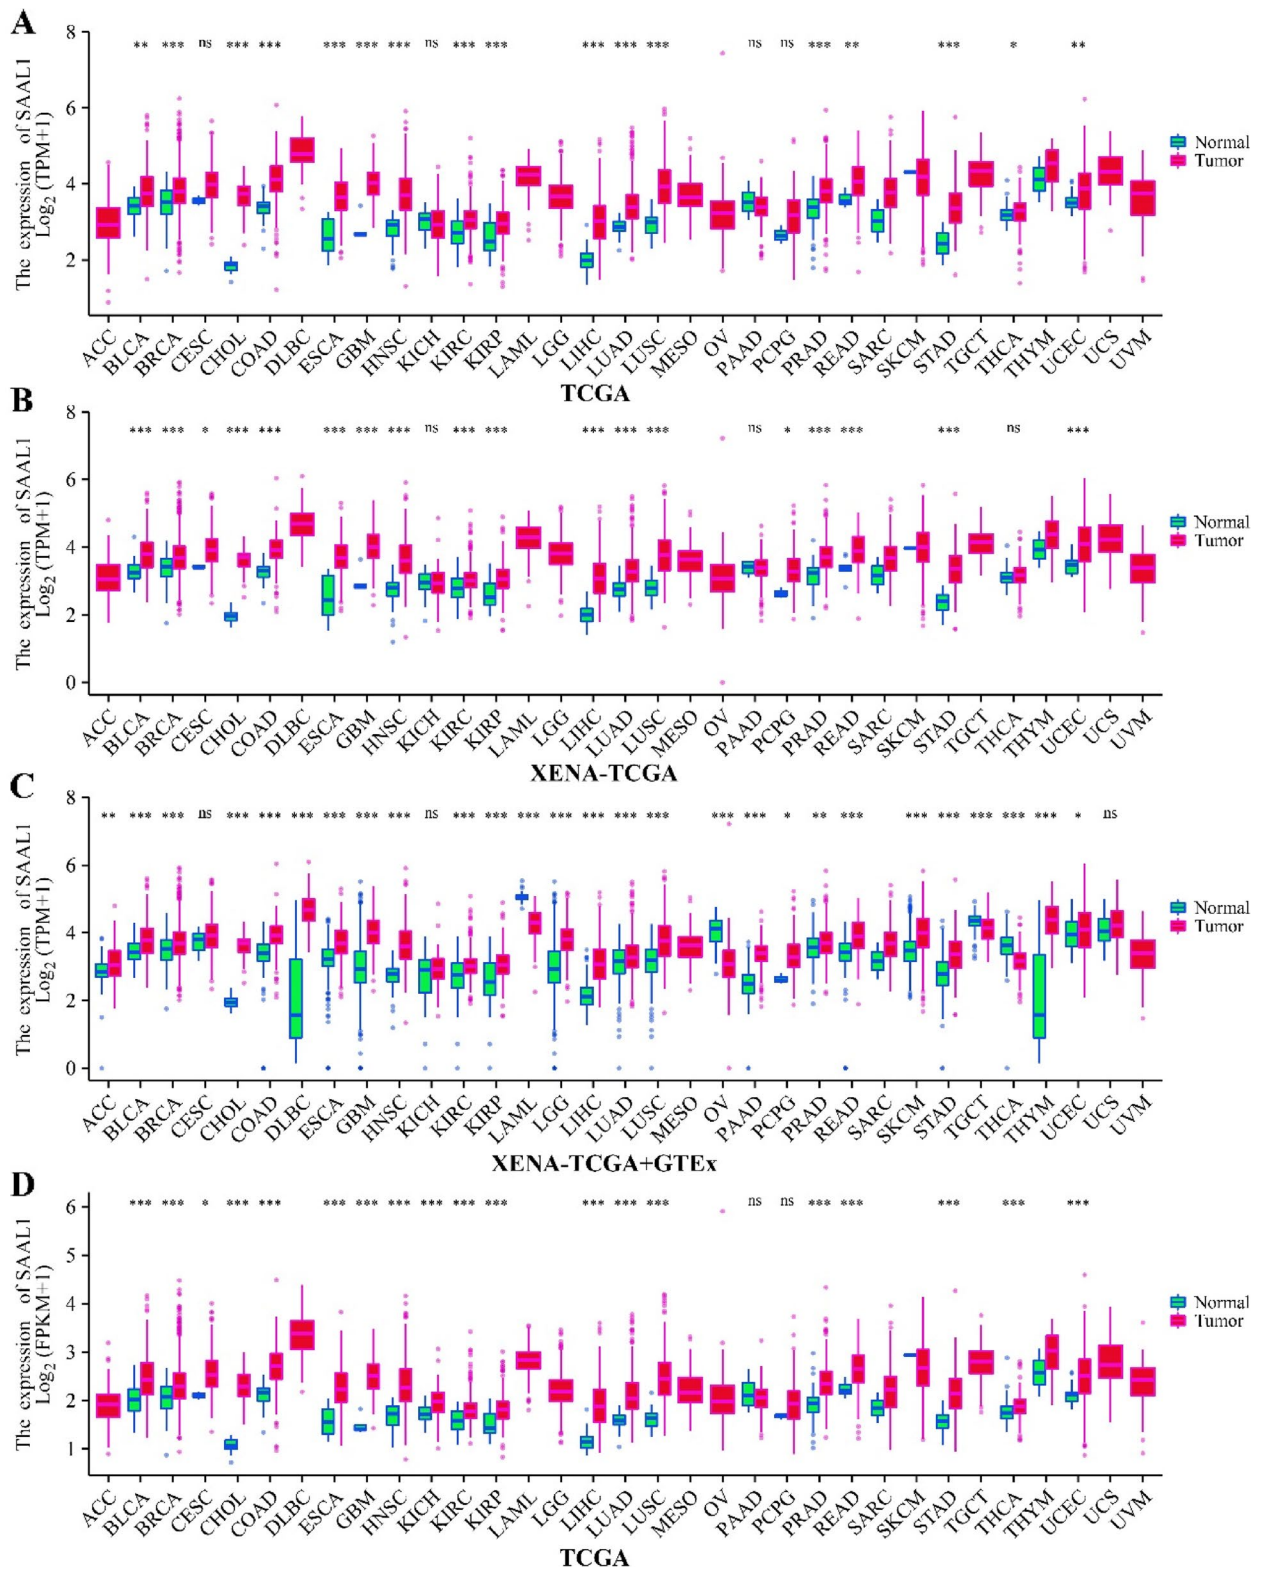 A
8
6
4
2
The expression of SAAL1
Log2 (TPM+1)
** *** ns *** *** *** *** *** ns *** *** *** *** *** ns ns *** ** *** * **
Normal
Tumor
ACC BLCA BRCA CESC CHOL COAD DLBC ESCA GBM HNSC KICH KIRC KIRP LAML LGG LIHC LUAD LUSC MESO OV PAAD PCPG PRAD READ SARC SKCM STAD TGCT THCA THYM UCEC UCS UVM
TCGA
B
8
6
4
2
0
The expression of SAAL1
Log2 (TPM+1)
*** *** * *** *** *** *** *** ns *** *** *** *** *** ns * *** *** *** ns ***
Normal
Tumor
ACC BLCA BRCA CESC CHOL COAD DLBC ESCA GBM HNSC KICH KIRC KIRP LAML LGG LIHC LUAD LUSC MESO OV PAAD PCPG PRAD READ SARC SKCM STAD TGCT THCA THYM UCEC UCS UVM
XENA-TCGA
C
8
6
4
2
0
The expression of SAAL1
Log2 (TPM+1)
** *** *** ns *** *** *** *** *** *** ns *** *** *** *** *** *** *** *** *** * ** *** *** *** *** *** *** * ns
Normal
Tumor
ACC BLCA BRCA CESC CHOL COAD DLBC ESCA GBM HNSC KICH KIRC KIRP LAML LGG LIHC LUAD LUSC MESO OV PAAD PCPG PRAD READ SARC SKCM STAD TGCT THCA THYM UCEC UCS UVM
XENA-TCGA+GTEx
D
6
5
4
3
2
1
The expression of SAAL1
Log2 (FPKM+1)
*** *** * *** *** *** *** *** *** *** *** *** *** *** ns ns *** *** *** *** ***
Normal
Tumor
ACC BLCA BRCA CESC CHOL COAD DLBC ESCA GBM HNSC KICH KIRC KIRP LAML LGG LIHC LUAD LUSC MESO OV PAAD PCPG PRAD READ SARC SKCM STAD TGCT THCA THYM UCEC UCS UVM
TCGA